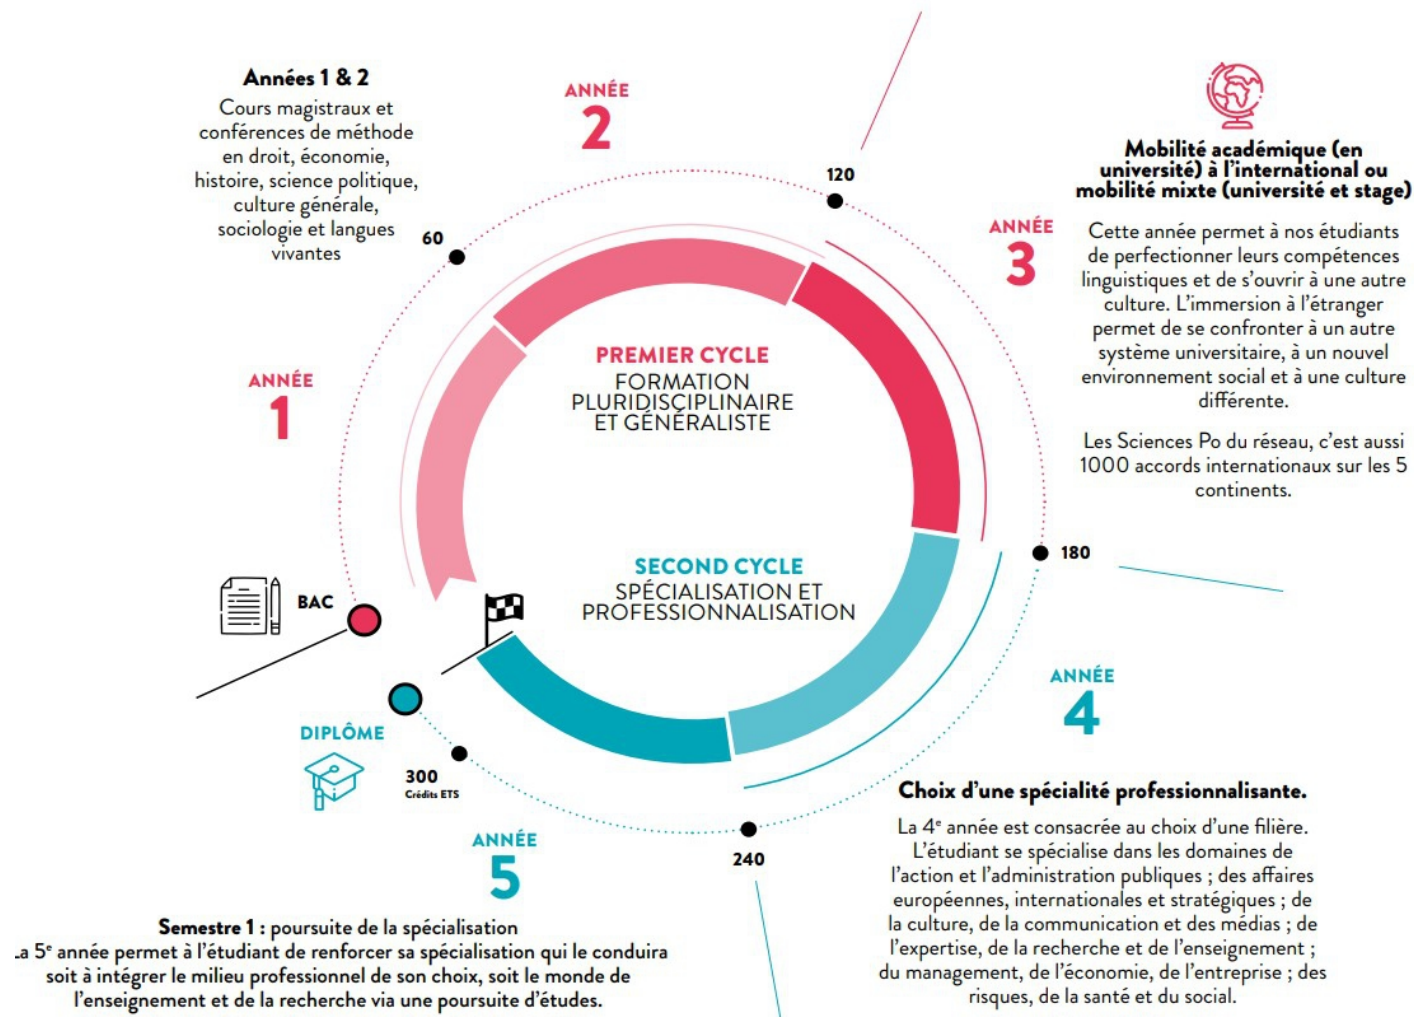 Années 1 & 2
Cours magistraux et
conférences de méthode
en droit, économie,
histoire, science politique,
culture générale,
sociologie et langues
vivantes
ANNÉE
1
60
ANNÉE
2
120
ANNÉE
3
Mobilité académique (en
université) à l'international ou
mobilité mixte (université et stage)
Cette année permet à nos étudiants
de perfectionner leurs compétences
linguistiques et de s'ouvrir à une autre
culture. L'immersion à l'étranger
permet de se confronter à un autre
système universitaire, à un nouvel
environnement social et à une culture
différente.
Les Sciences Po du réseau, c'est aussi
1000 accords internationaux sur les 5
continents.
PREMIER CYCLE
FORMATION
PLURIDISCIPLINAIRE
ET GÉNÉRALISTE
SECOND CYCLE
SPÉCIALISATION ET
PROFESSIONNALISATION
BAC
180
ANNÉE
4
Choix d'une spécialité professionnalisante.
La 4e année est consacrée au choix d'une filière.
L'étudiant se spécialise dans les domaines de
l'action et l'administration publiques ; des affaires
européennes, internationales et stratégiques ; de
la culture, de la communication et des médias ; de
l'expertise, de la recherche et de l'enseignement ;
du management, de l'économie, de l'entreprise ; des
risques, de la santé et du social.
240
DIPLÔME
300
Crédits ETS
ANNÉE
5
Semestre 1 : poursuite de la spécialisation
La 5e année permet à l'étudiant de renforcer sa spécialisation qui le conduira
soit à intégrer le milieu professionnel de son choix, soit le monde de
l'enseignement et de la recherche via une poursuite d'études.